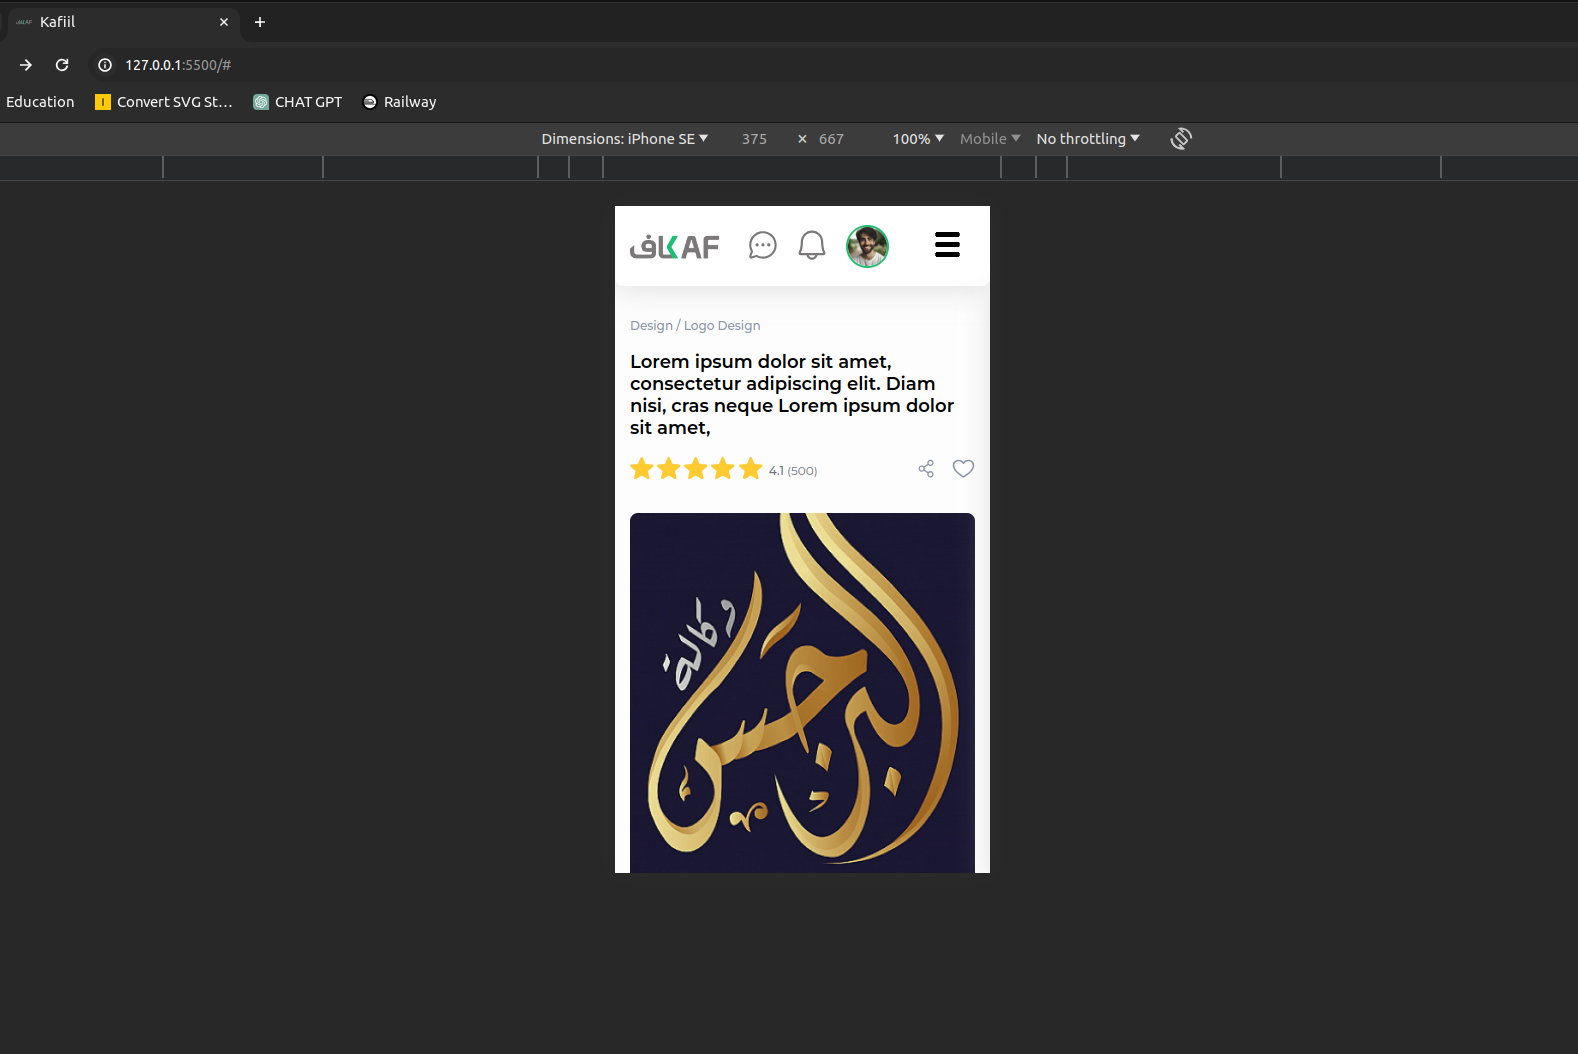 Kafiil
127.0.0.1:5500/#
Education
Convert SVG St...
CHAT GPT
Railway
Dimensions: iPhone SE
375 × 667
100%
Mobile
No throttling
كاف KAF
Design / Logo Design
Lorem ipsum dolor sit amet,
consectetur adipiscing elit. Diam
nisi, cras neque Lorem ipsum dolor
sit amet,
4.1 (500)
وكالة